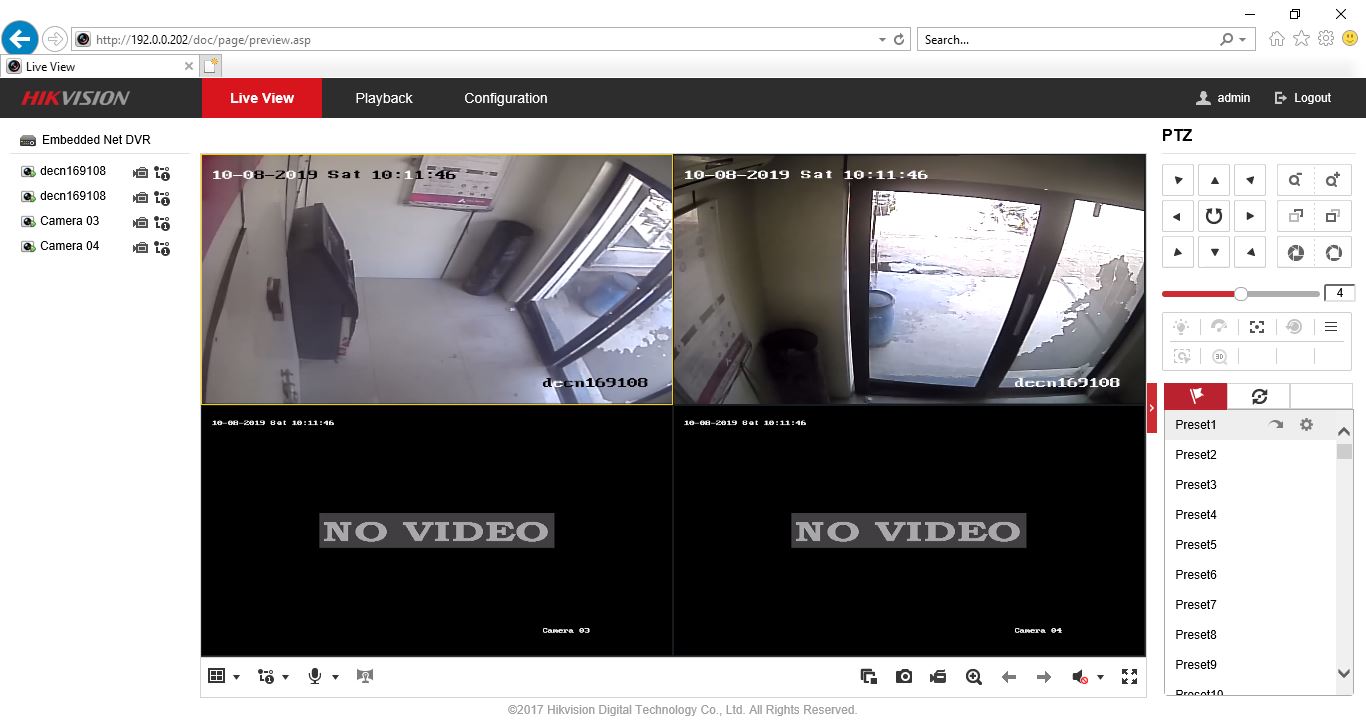 http://192.0.0.202/doc/page/preview.asp
Search...
Live View
HIKVISION
Live View
Playback
Configuration
admin
Logout
Embedded Net DVR
decn169108
decn169108
Camera 03
Camera 04
10-08-2019 Sat 10:11:46
decn169108
10-08-2019 Sat 10:11:46
decn169108
10-08-2019 Sat 10:11:46
NO VIDEO
Camera 03
10-08-2019 Sat 10:11:46
NO VIDEO
Camera 04
PTZ
4
3D
Preset1
Preset2
Preset3
Preset4
Preset5
Preset6
Preset7
Preset8
Preset9
Preset10
©2017 Hikvision Digital Technology Co., Ltd. All Rights Reserved.